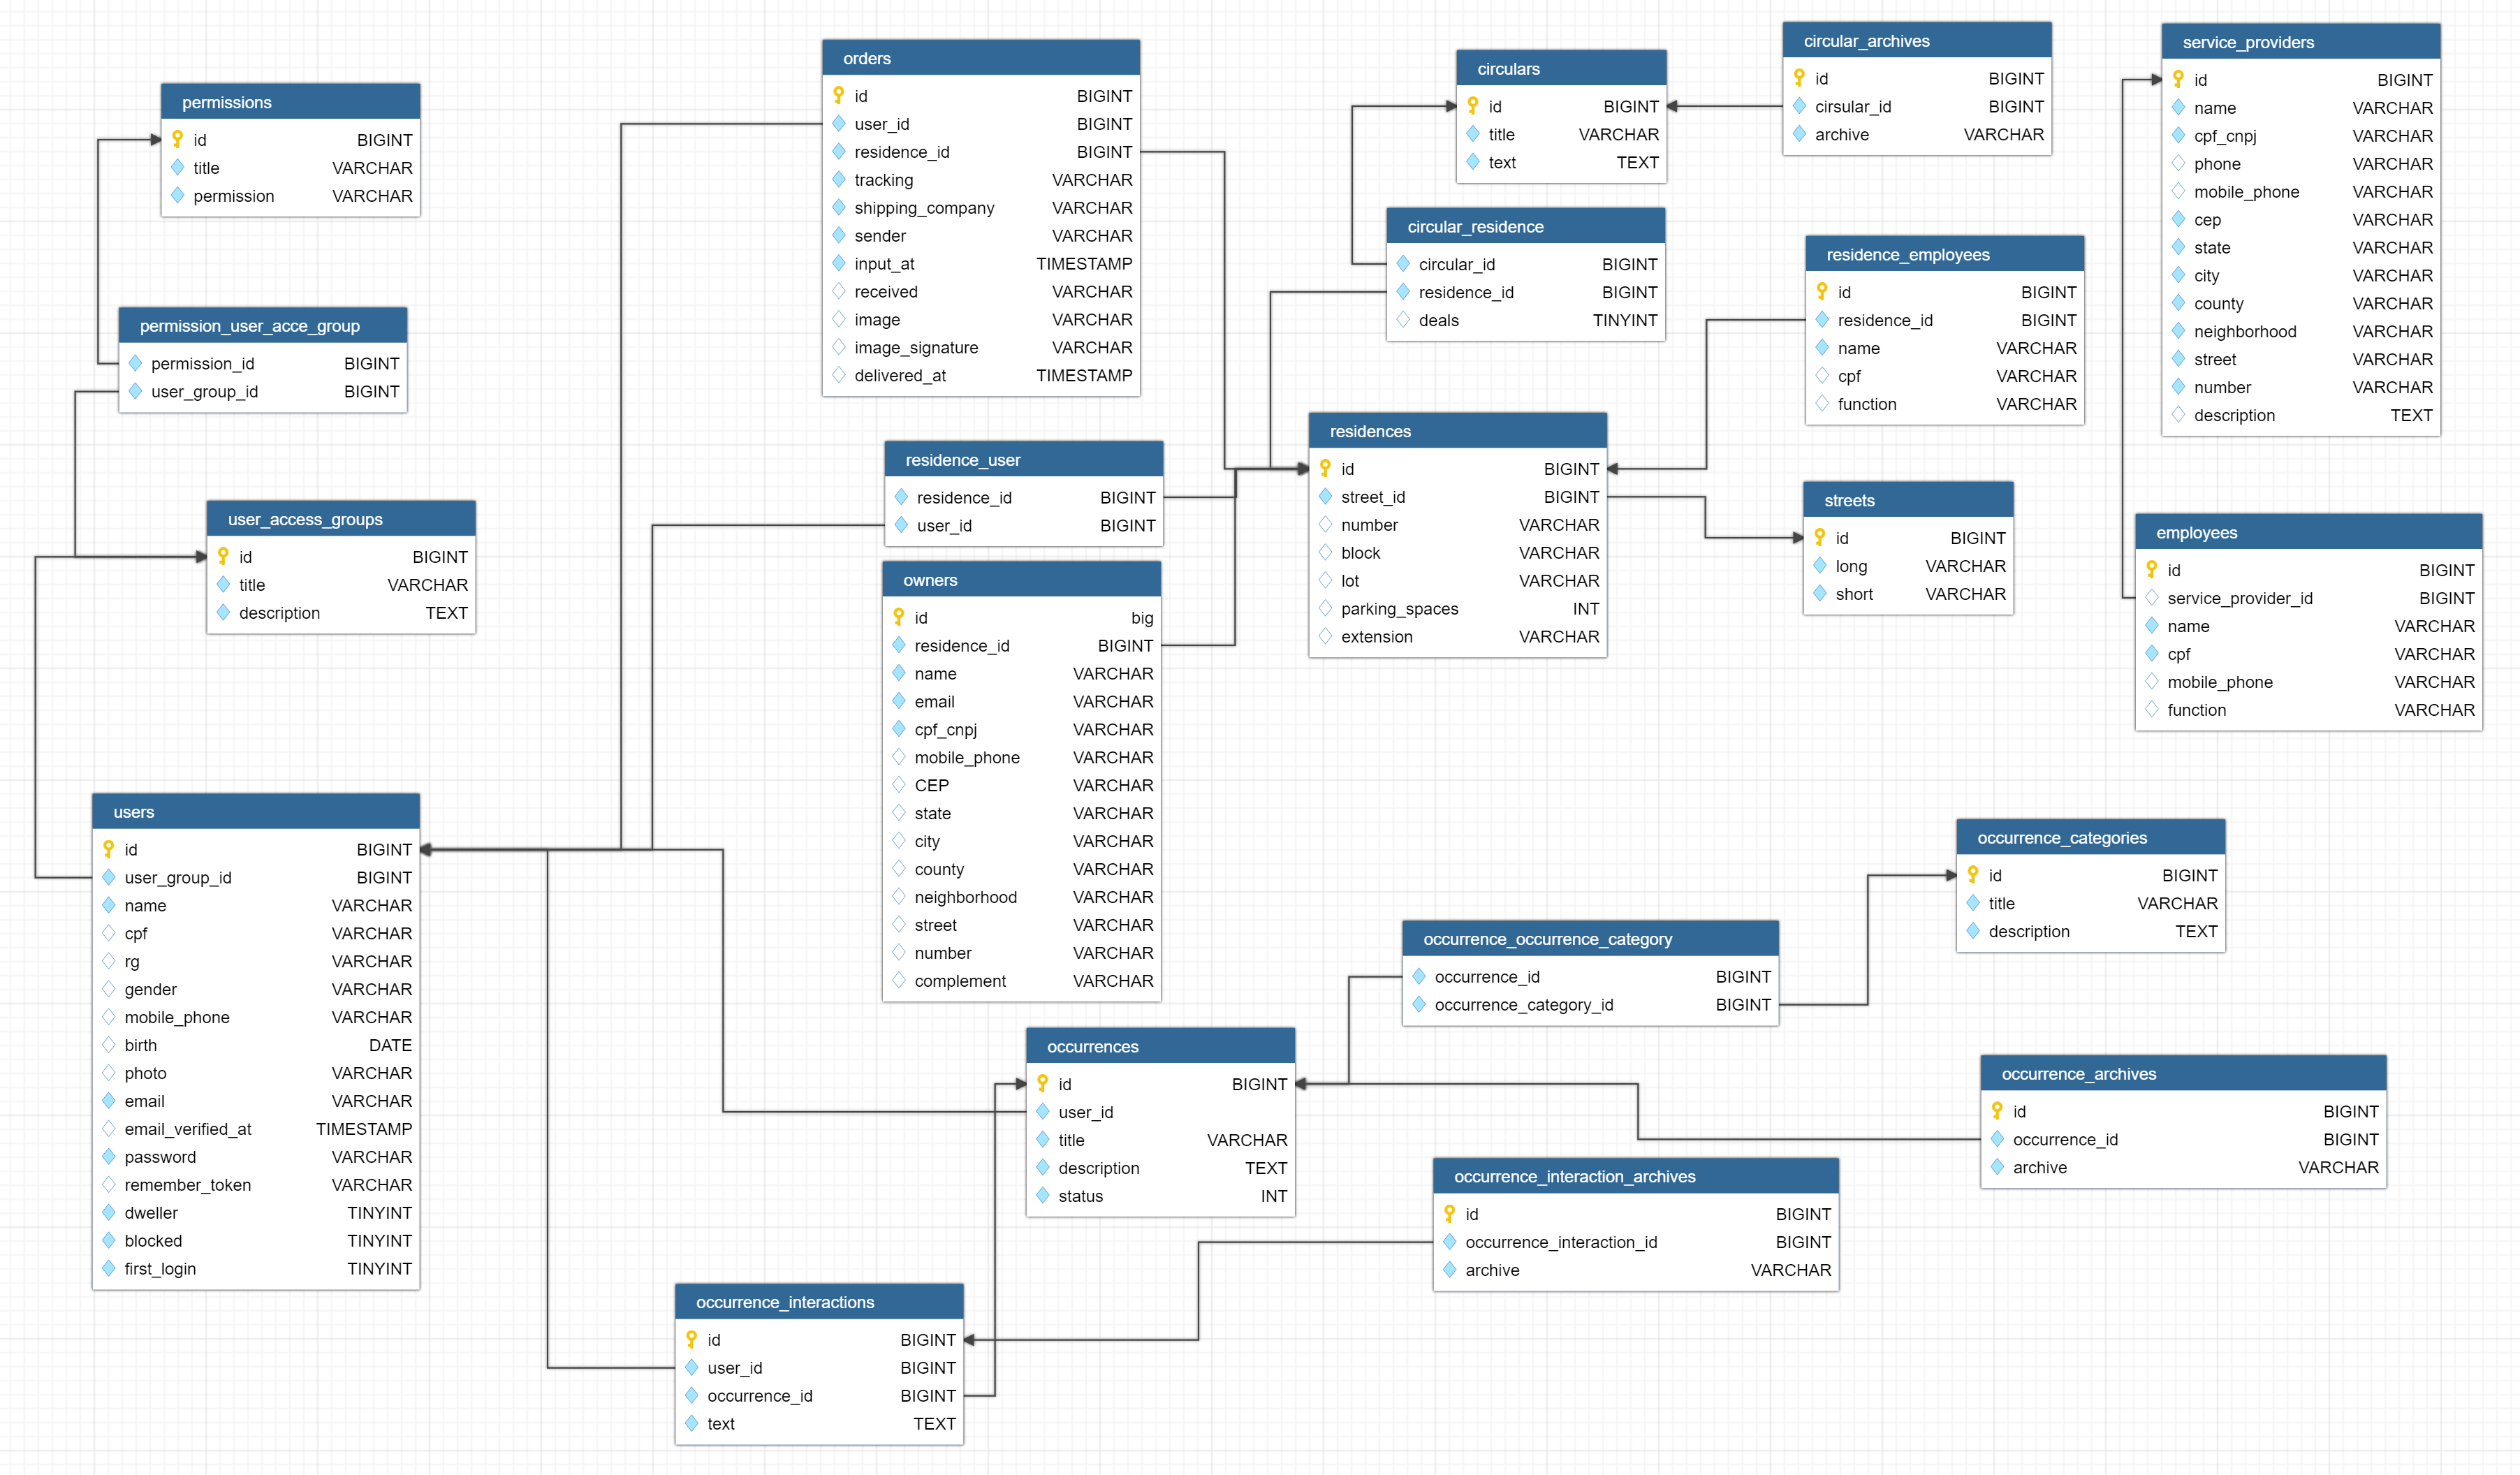 permissions
id BIGINT
title VARCHAR
permission VARCHAR
permission_user_acce_group
permission_id BIGINT
user_group_id BIGINT
user_access_groups
id BIGINT
title VARCHAR
description TEXT
users
id BIGINT
user_group_id BIGINT
name VARCHAR
cpf VARCHAR
rg VARCHAR
gender VARCHAR
mobile_phone VARCHAR
birth DATE
photo VARCHAR
email VARCHAR
email_verified_at TIMESTAMP
password VARCHAR
remember_token VARCHAR
dweller TINYINT
blocked TINYINT
first_login TINYINT
orders
id BIGINT
user_id BIGINT
residence_id BIGINT
tracking VARCHAR
shipping_company VARCHAR
sender VARCHAR
input_at TIMESTAMP
received VARCHAR
image VARCHAR
image_signature VARCHAR
delivered_at TIMESTAMP
residence_user
residence_id BIGINT
user_id BIGINT
owners
id big
residence_id BIGINT
name VARCHAR
email VARCHAR
cpf_cnpj VARCHAR
mobile_phone VARCHAR
CEP VARCHAR
state VARCHAR
city VARCHAR
county VARCHAR
neighborhood VARCHAR
street VARCHAR
number VARCHAR
complement VARCHAR
occurrences
id BIGINT
user_id
title VARCHAR
description TEXT
status INT
occurrence_interactions
id BIGINT
user_id BIGINT
occurrence_id BIGINT
text TEXT
circulars
id BIGINT
title VARCHAR
text TEXT
circular_residence
circular_id BIGINT
residence_id BIGINT
deals TINYINT
residences
id BIGINT
street_id BIGINT
number VARCHAR
block VARCHAR
lot VARCHAR
parking_spaces INT
extension VARCHAR
occurrence_occurrence_category
occurrence_id BIGINT
occurrence_category_id BIGINT
occurrence_interaction_archives
id BIGINT
occurrence_interaction_id BIGINT
archive VARCHAR
circular_archives
id BIGINT
cirsular_id BIGINT
archive VARCHAR
residence_employees
id BIGINT
residence_id BIGINT
name VARCHAR
cpf VARCHAR
function VARCHAR
streets
id BIGINT
long VARCHAR
short VARCHAR
occurrence_categories
id BIGINT
title VARCHAR
description TEXT
occurrence_archives
id BIGINT
occurrence_id BIGINT
archive VARCHAR
service_providers
id BIGINT
name VARCHAR
cpf_cnpj VARCHAR
phone VARCHAR
mobile_phone VARCHAR
cep VARCHAR
state VARCHAR
city VARCHAR
county VARCHAR
neighborhood VARCHAR
street VARCHAR
number VARCHAR
description TEXT
employees
id BIGINT
service_provider_id BIGINT
name VARCHAR
cpf VARCHAR
mobile_phone VARCHAR
function VARCHAR